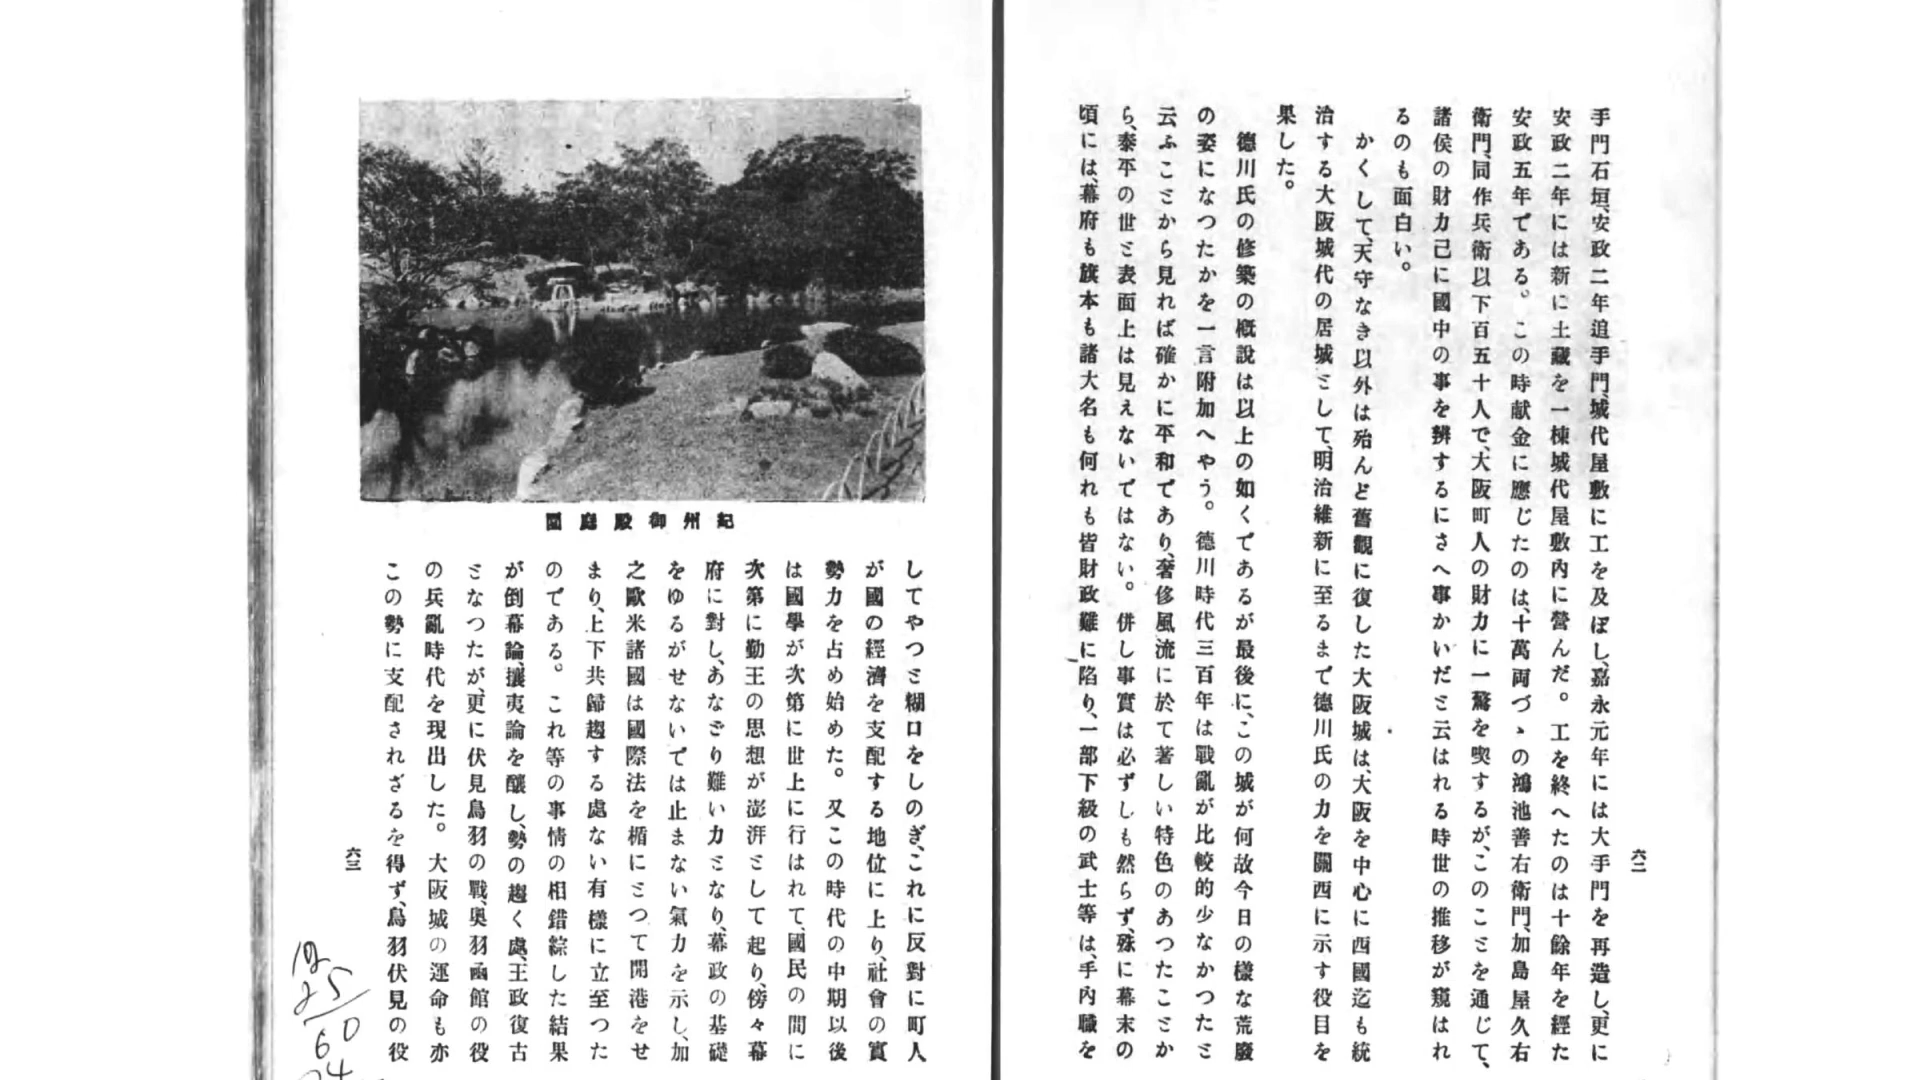 手門石垣、安政二年追手門、城代屋敷に工を及ぼし、嘉永元年には大手門を再造し、更に
安政二年には新に土藏を一棟城代屋敷内に營んだ。工を終へたのは十餘年を經た
安政五年である。この時献金に應じたのは、十萬両づゝの鴻池善右衛門、加島屋久右
衛門、同作兵衛以下百五十人で、大阪町人の財力に一驚を喫するが、このことを通じて、
諸侯の財力己に國中の事を辨するにさへ事かいだと云はれる時世の推移が窺はれ
るのも面白い。
かくして、天守なき以外は殆んど舊觀に復した大阪城は、大阪を中心に西國迄も統
治する大阪城代の居城として、明治維新に至るまで德川氏の力を關西に示す役目を
果した。
德川氏の修築の概說は以上の如くであるが最後に、この城が何故今日の樣な荒廢
の姿になつたかを一言附加へやう。德川時代三百年は戰亂が比較的少なかつたと
云ふことから見れば確かに平和であり、奢侈風流に於て著しい特色のあつたことか
ら、泰平の世と表面上は見えないではない。併し事實は必ずしも然らず、殊に幕末の
頃には、幕府も旗本も諸大名も何れも皆財政難に陷り、一部下級の武士等は、手內職を
六二
紀州御殿庭園
してやつと糊口をしのぎ、これに反對に町人
が國の經濟を支配する地位に上り、社會の實
勢力を占め始めた。又この時代の中期以後
は國學が次第に世上に行はれて、國民の間に
次第に勤王の思想が澎湃として起り、傍々幕
府に對し、あなどり難い力となり、幕政の基礎
をゆるがせないでは止まない氣力を示し、加
之歐米諸國は國際法を楯にとつて開港をせ
まり、上下共歸趨する處ない有樣に立至つた
のである。これ等の事情の相錯綜した結果
が倒幕論、攘夷論を釀し、勢の趨く處、王政復古
となつたが、更に伏見鳥羽の戰、奥羽凾館の役
の兵亂時代を現出した。大阪城の運命も亦
この勢に支配されざるを得ず、鳥羽伏見の役
六三
25
60